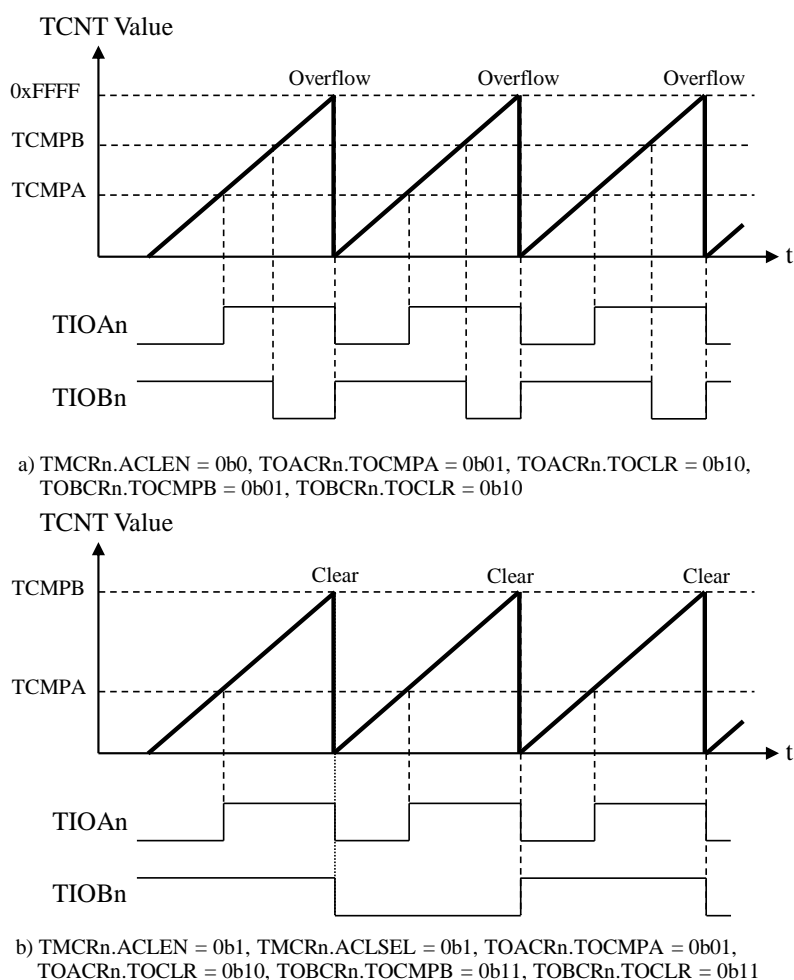 TCNT Value
Overflow Overflow Overflow
0xFFFF
TCMPB
TCMPA
t
TIOAn
TIOBn
a) TMCRn.ACLEN = 0b0, TOACRn.TOCMPA = 0b01, TOACRn.TOCLR = 0b10,
TOBCRn.TOCMPB = 0b01, TOBCRn.TOCLR = 0b10
TCNT Value
Clear Clear Clear
TCMPB
TCMPA
t
TIOAn
TIOBn
b) TMCRn.ACLEN = 0b1, TMCRn.ACLSEL = 0b1, TOACRn.TOCMPA = 0b01,
TOACRn.TOCLR = 0b10, TOBCRn.TOCMPB = 0b11, TOBCRn.TOCLR = 0b11